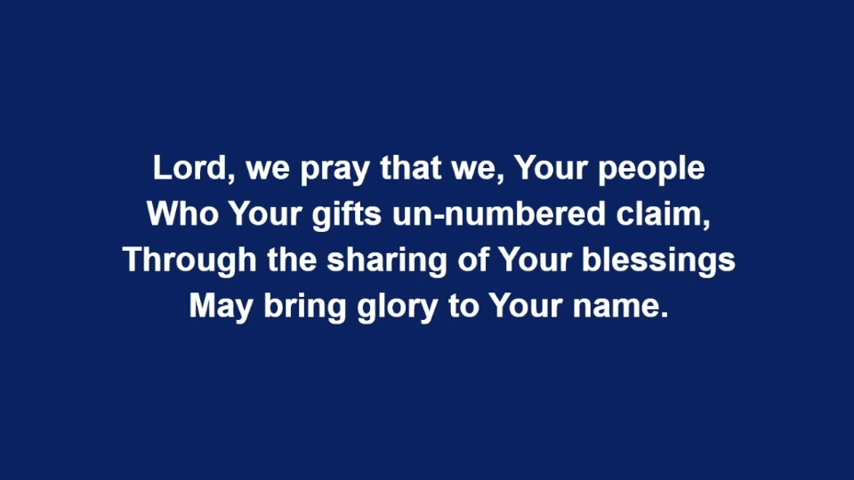 Lord, we pray that we, Your people
Who Your gifts un-numbered claim,
Through the sharing of Your blessings
May bring glory to Your name.